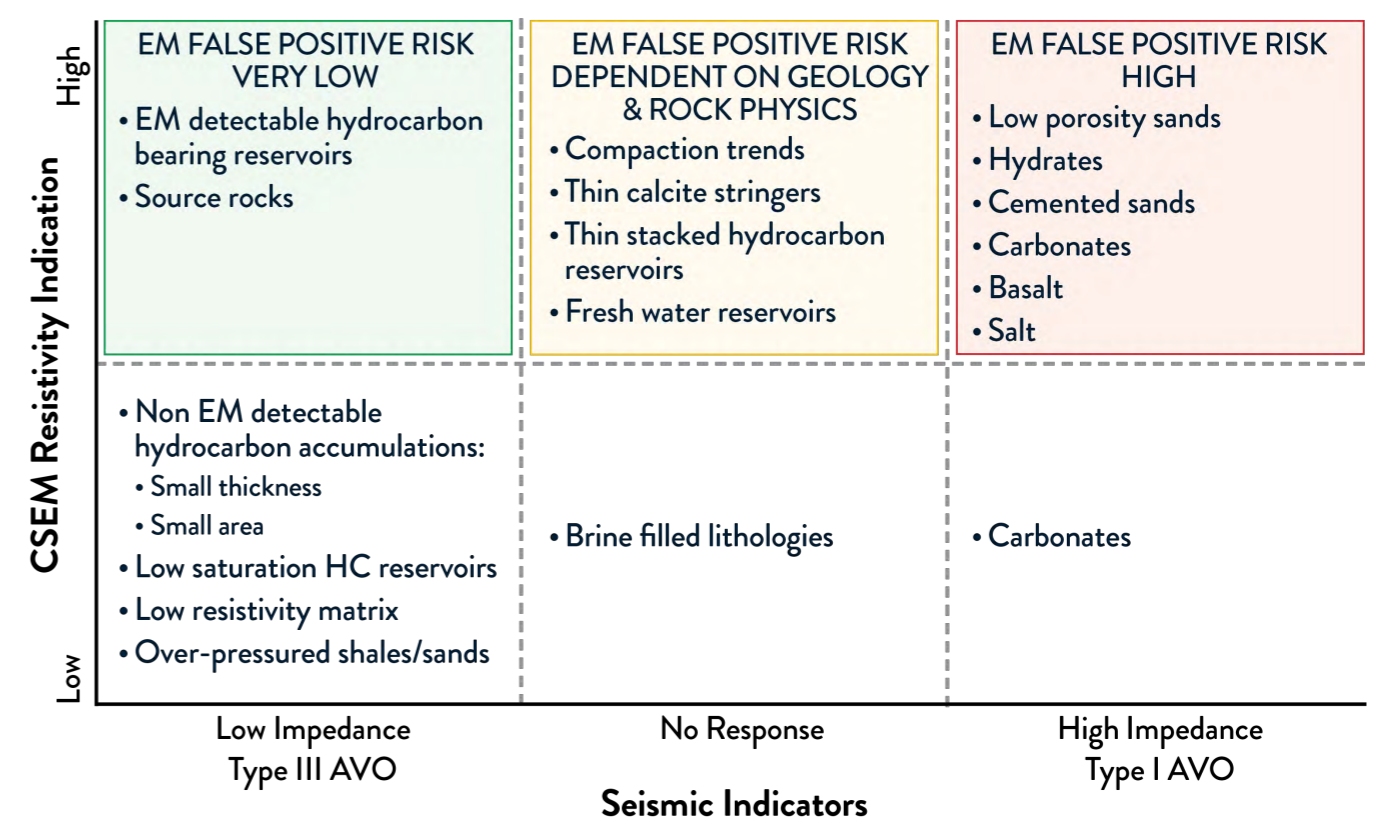 CSEM Resistivity Indication
High
Low
EM FALSE POSITIVE RISK
VERY LOW
• EM detectable hydrocarbon
bearing reservoirs
• Source rocks
EM FALSE POSITIVE RISK
DEPENDENT ON GEOLOGY
& ROCK PHYSICS
• Compaction trends
• Thin calcite stringers
• Thin stacked hydrocarbon
reservoirs
• Fresh water reservoirs
EM FALSE POSITIVE RISK
HIGH
• Low porosity sands
• Hydrates
• Cemented sands
• Carbonates
• Basalt
• Salt
• Non EM detectable
hydrocarbon accumulations:
• Small thickness
• Small area
• Low saturation HC reservoirs
• Low resistivity matrix
• Over-pressured shales/sands
• Brine filled lithologies
• Carbonates
Low Impedance
Type III AVO
No Response
High Impedance
Type I AVO
Seismic Indicators